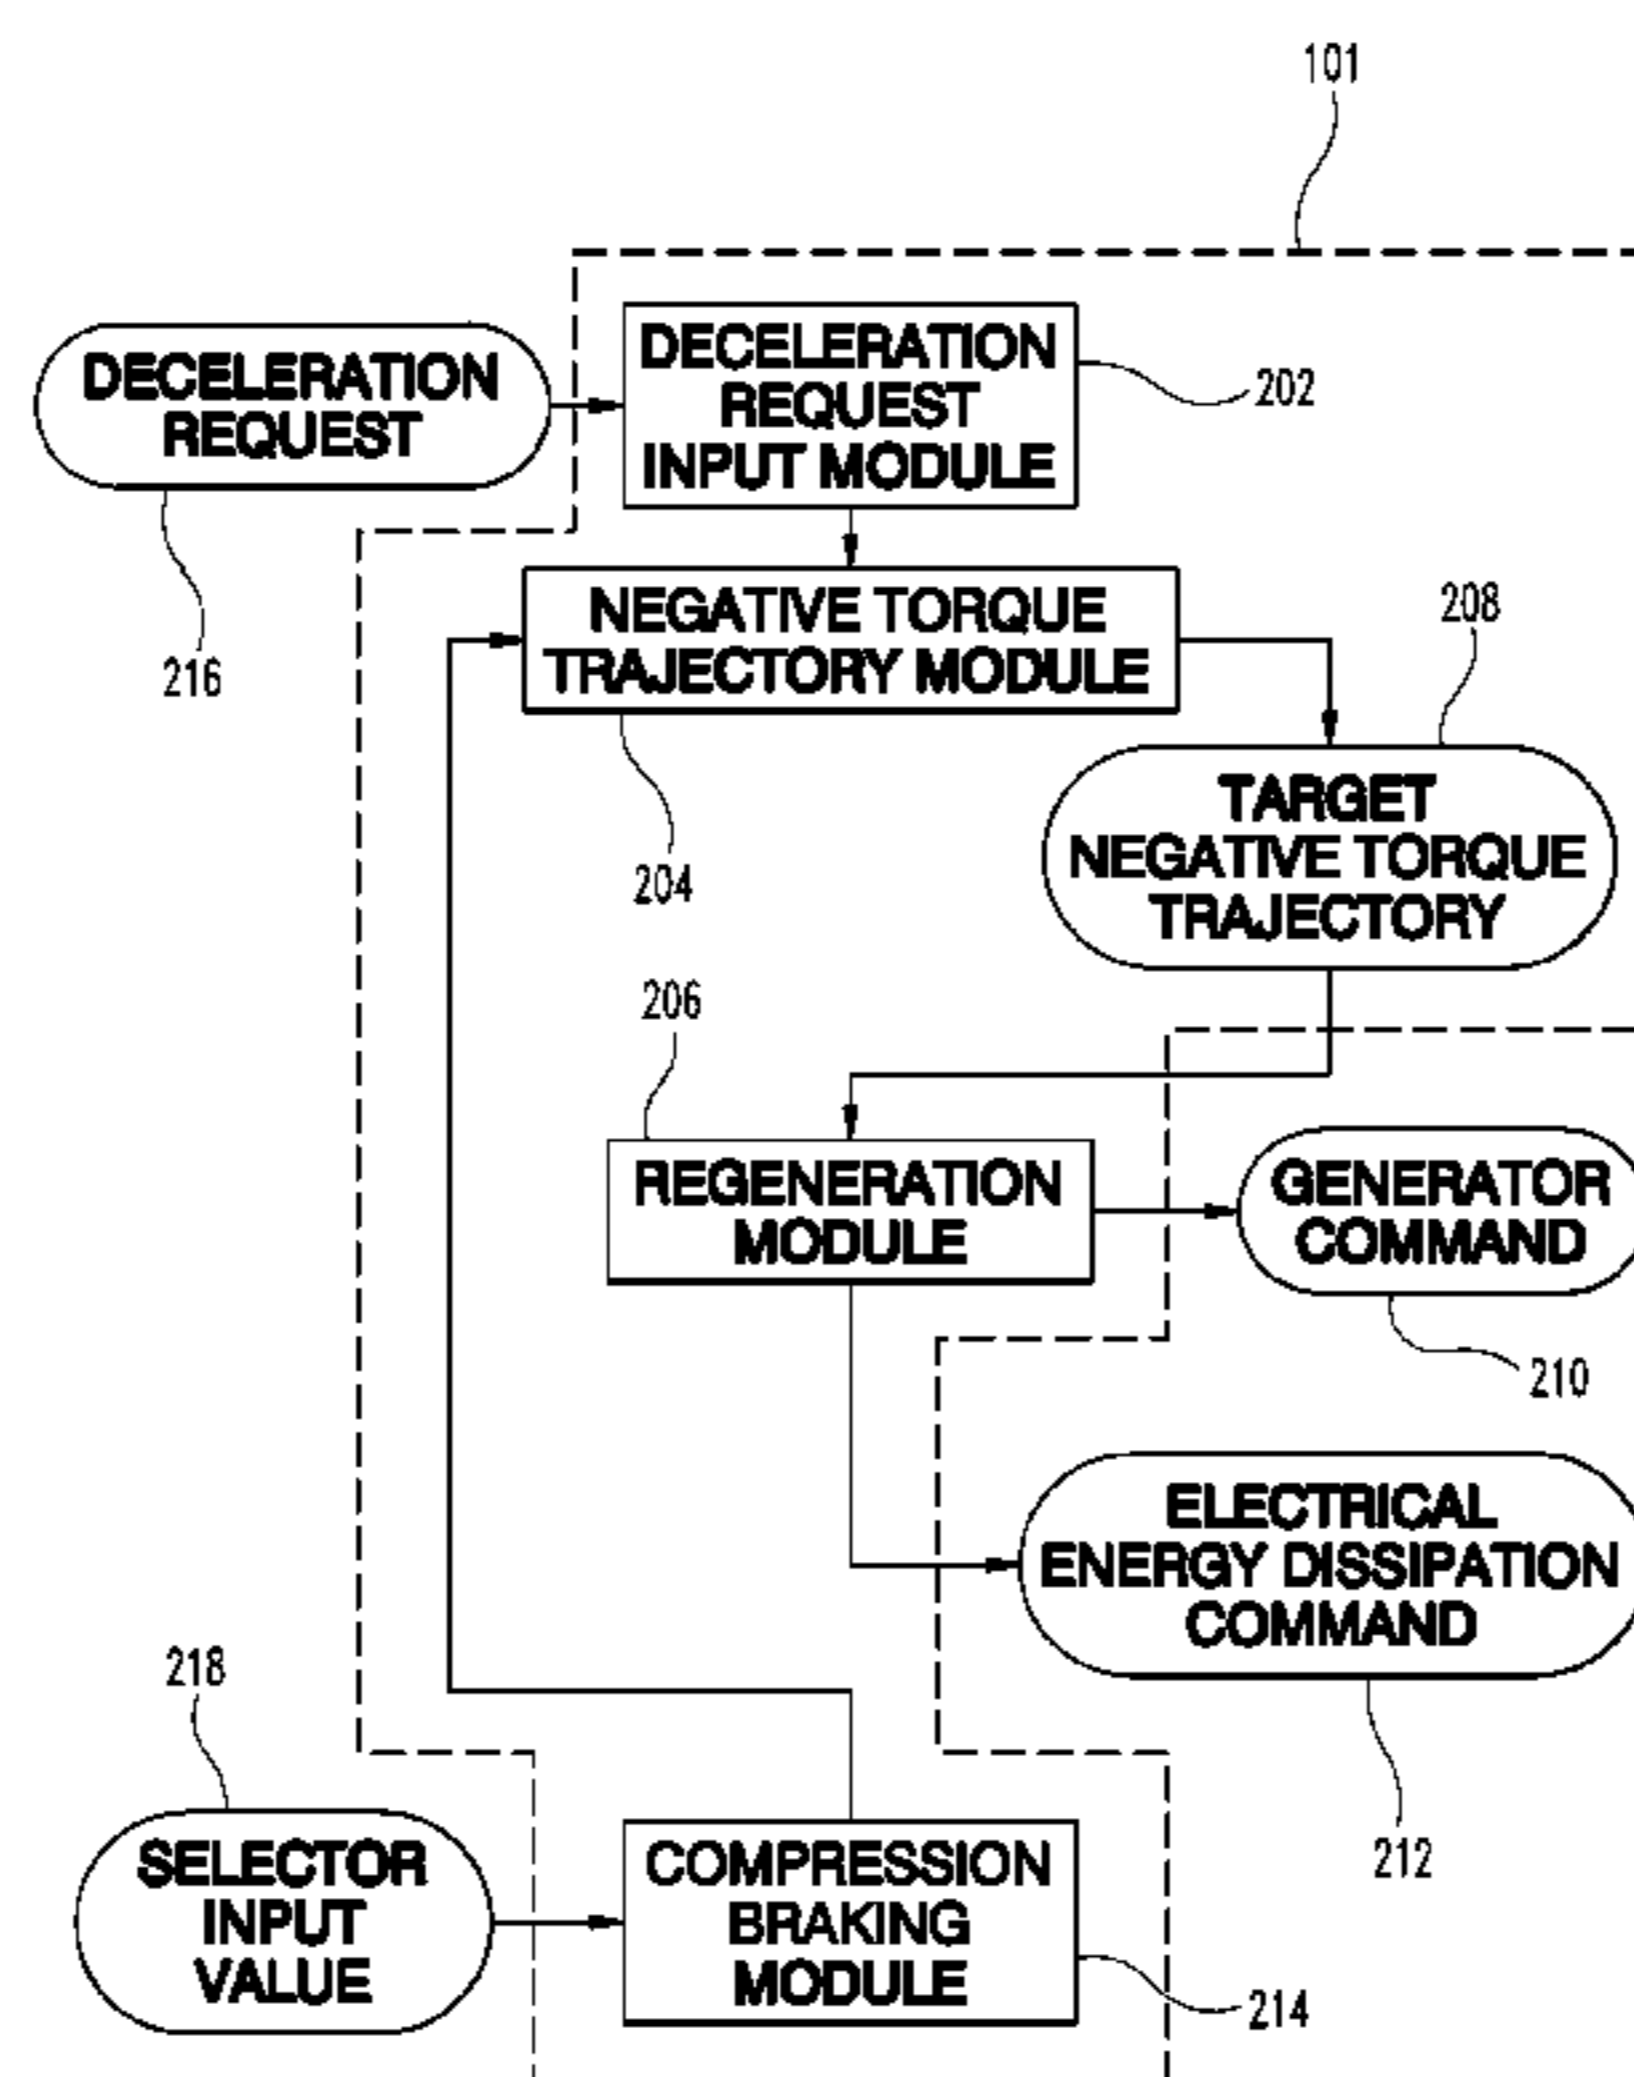 101
DECELERATION
REQUEST
216
DECELERATION
REQUEST
INPUT MODULE
202
NEGATIVE TORQUE
TRAJECTORY MODULE
204
208
TARGET
NEGATIVE TORQUE
TRAJECTORY
206
REGENERATION
MODULE
GENERATOR
COMMAND
210
ELECTRICAL
ENERGY DISSIPATION
COMMAND
212
218
SELECTOR
INPUT
VALUE
COMPRESSION
BRAKING
MODULE
214